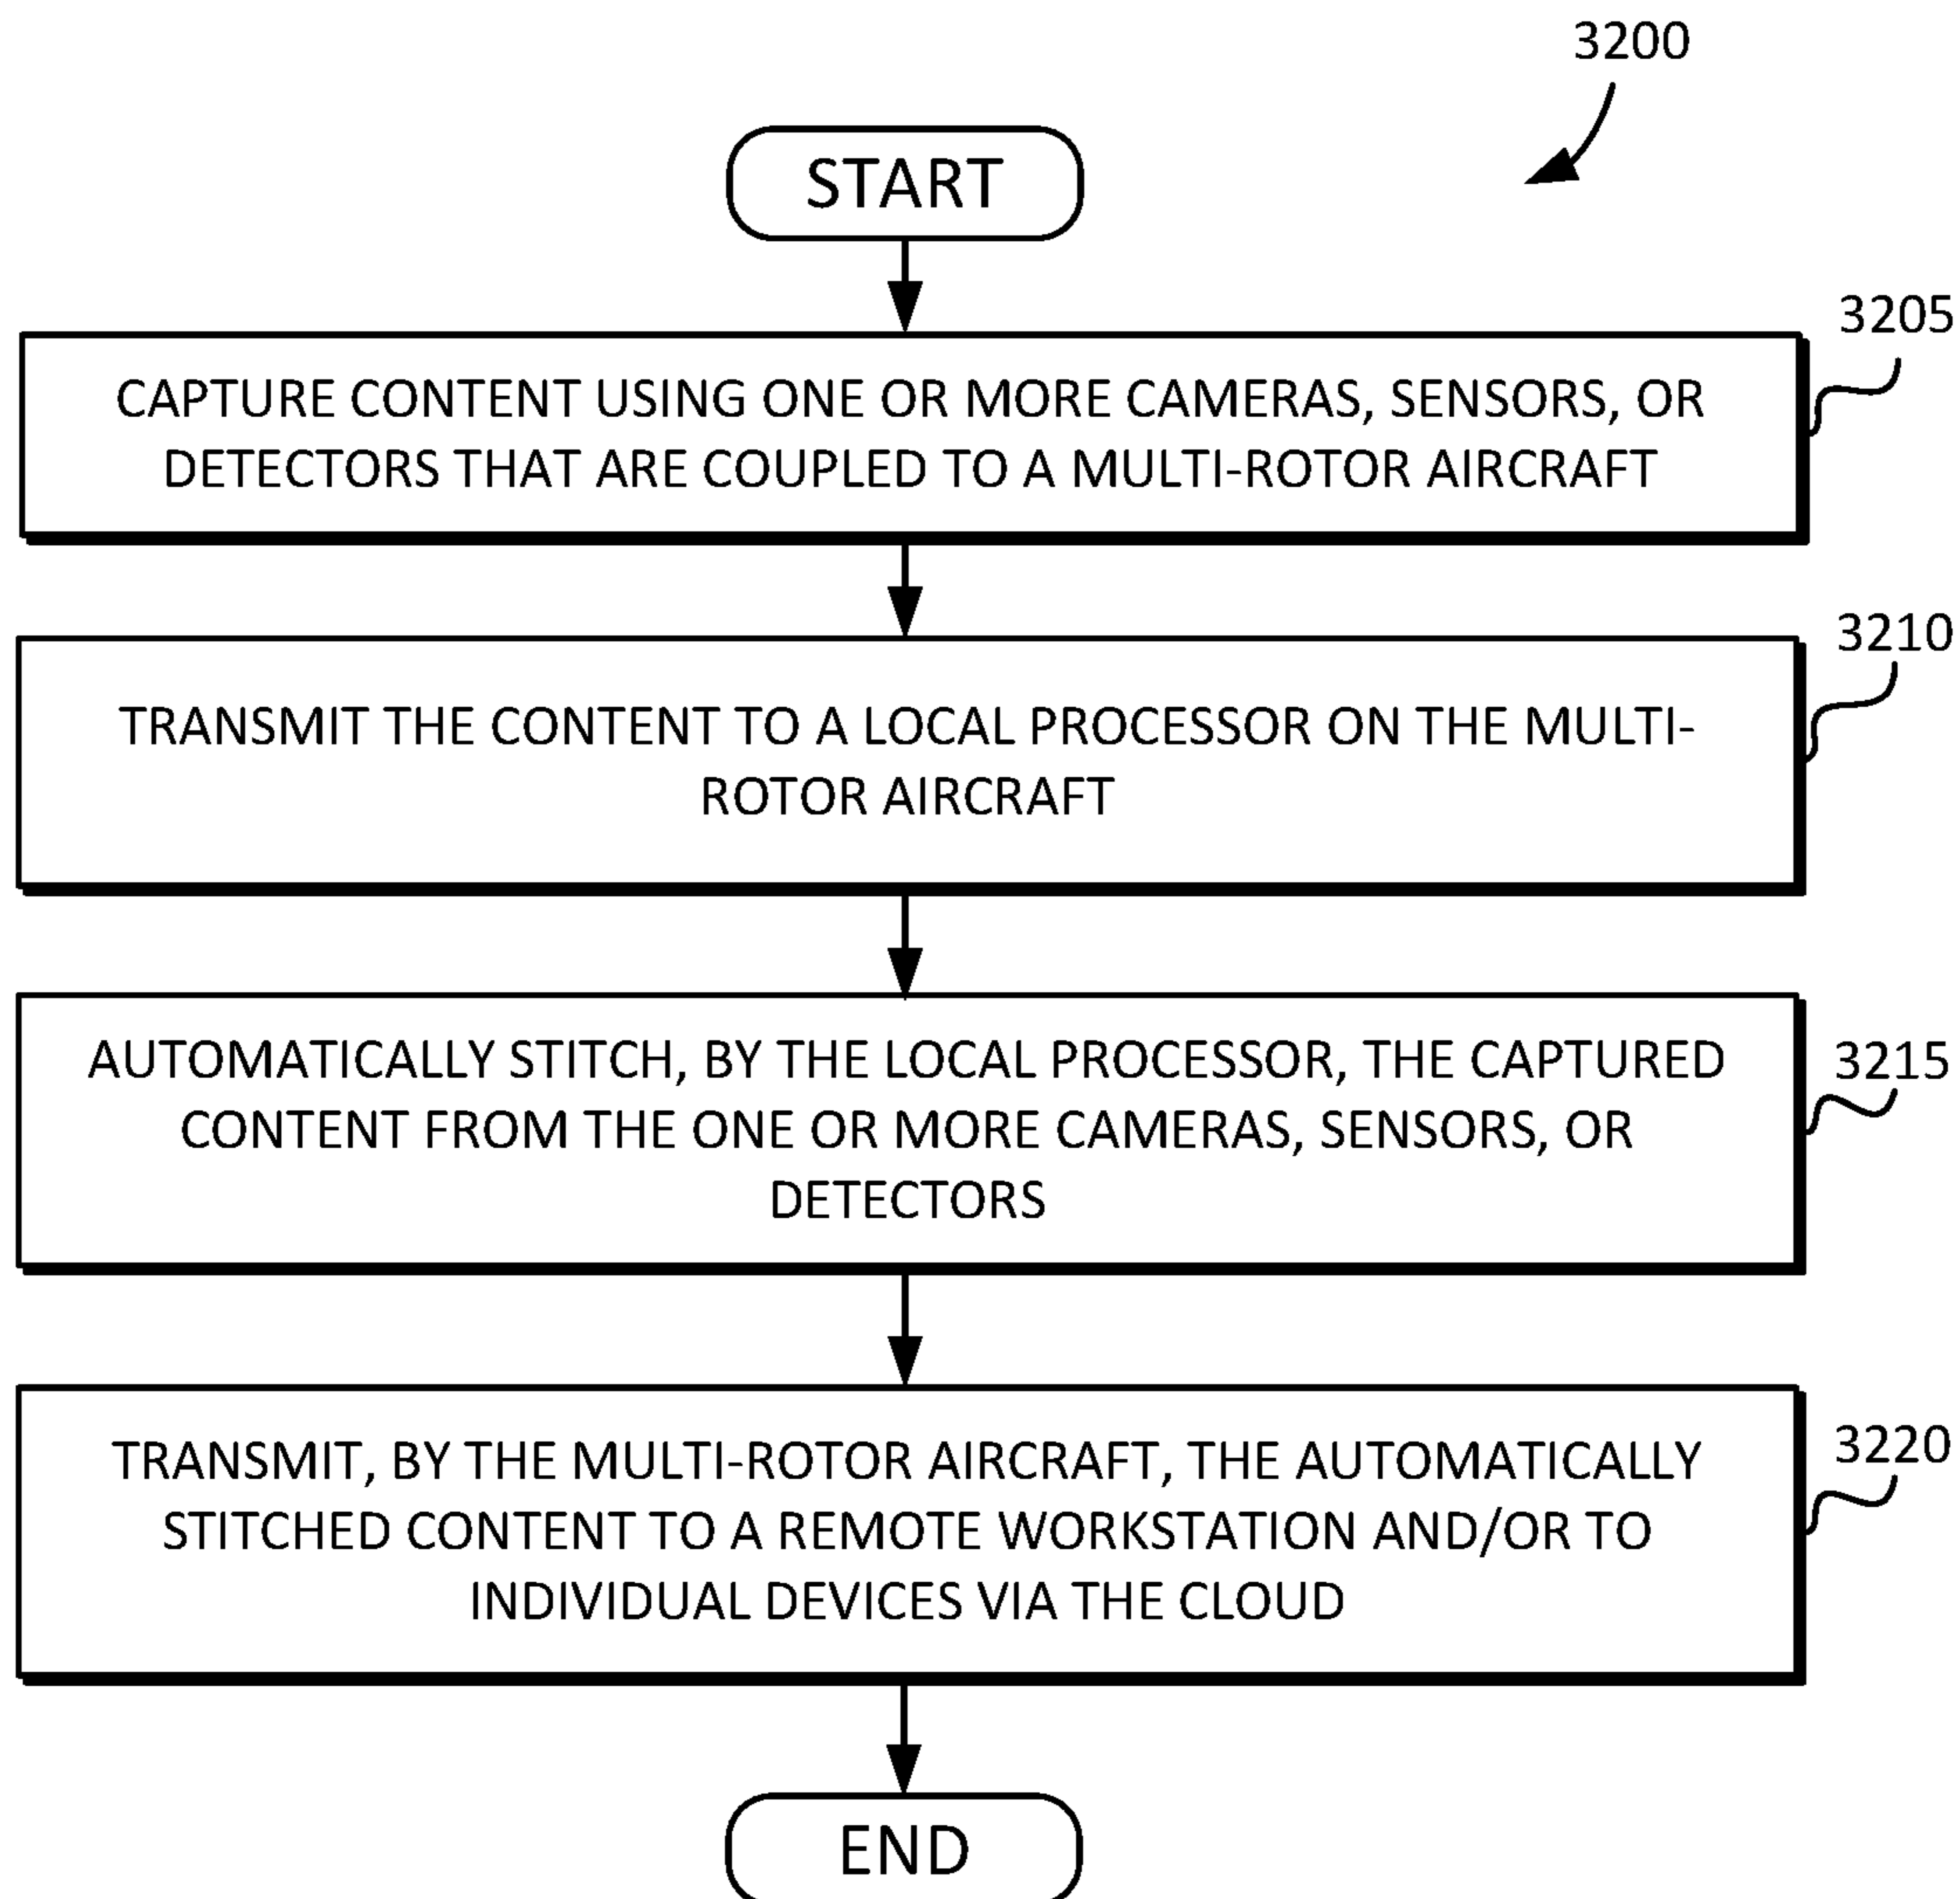 3200
START
3205
CAPTURE CONTENT USING ONE OR MORE CAMERAS, SENSORS, OR
DETECTORS THAT ARE COUPLED TO A MULTI-ROTOR AIRCRAFT
3210
TRANSMIT THE CONTENT TO A LOCAL PROCESSOR ON THE MULTI-
ROTOR AIRCRAFT
3215
AUTOMATICALLY STITCH, BY THE LOCAL PROCESSOR, THE CAPTURED
CONTENT FROM THE ONE OR MORE CAMERAS, SENSORS, OR
DETECTORS
3220
TRANSMIT, BY THE MULTI-ROTOR AIRCRAFT, THE AUTOMATICALLY
STITCHED CONTENT TO A REMOTE WORKSTATION AND/OR TO
INDIVIDUAL DEVICES VIA THE CLOUD
END